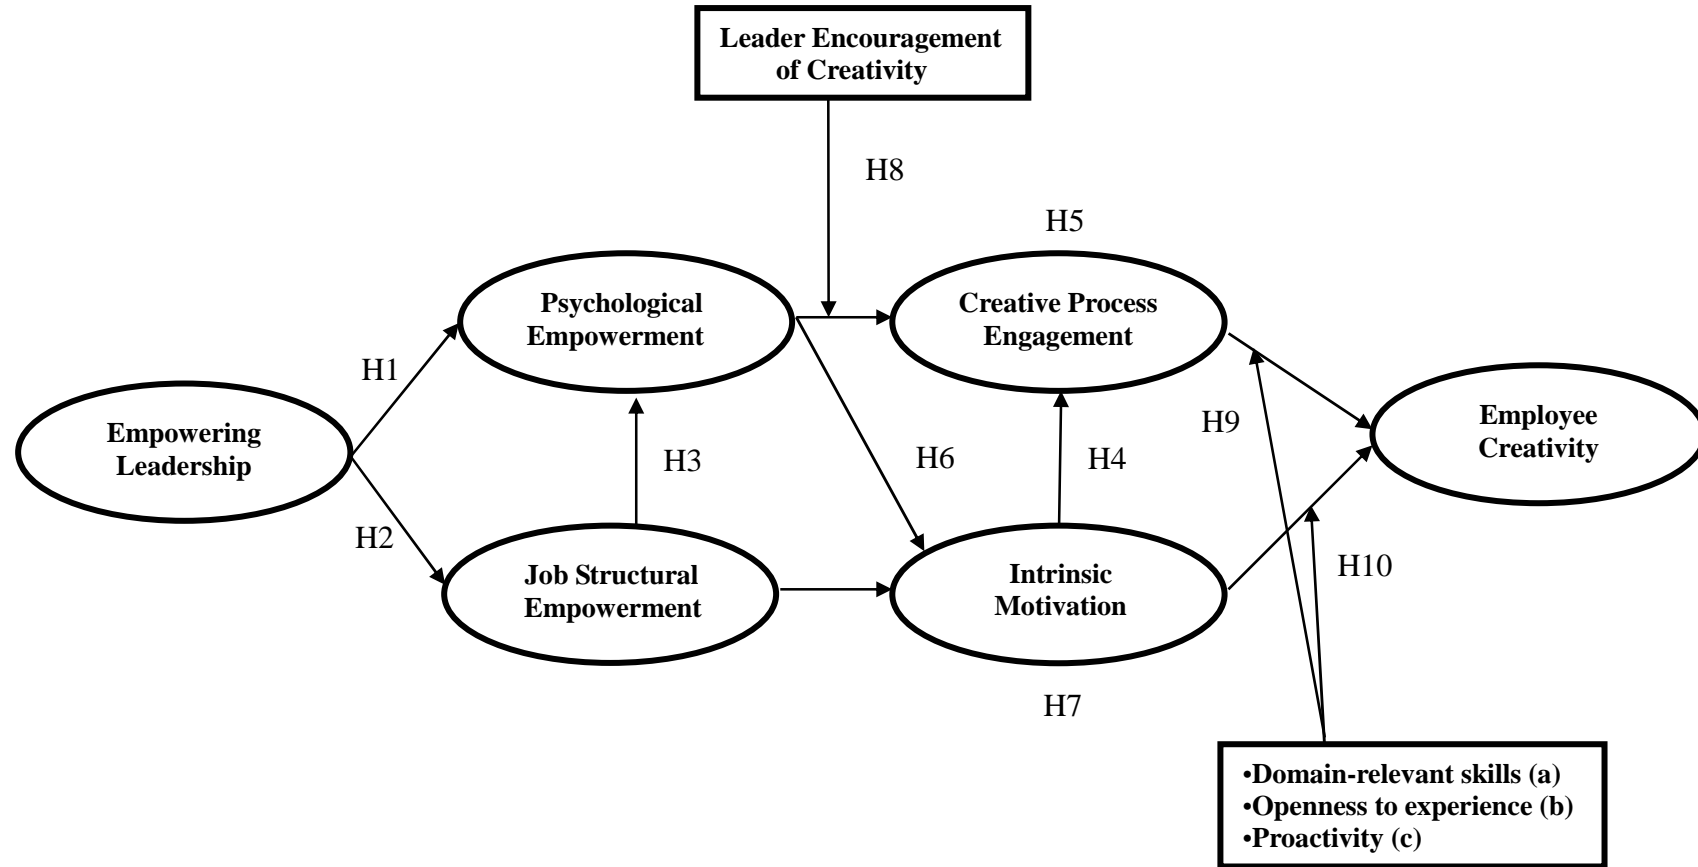 Leader Encouragement
of Creativity
H8
H5
Psychological
Empowerment
Creative Process
Engagement
H1
Empowering
Leadership
H3
H6
H4
H9
Employee
Creativity
H2
Job Structural
Empowerment
Intrinsic
Motivation
H10
H7
•Domain-relevant skills (a)
•Openness to experience (b)
•Proactivity (c)